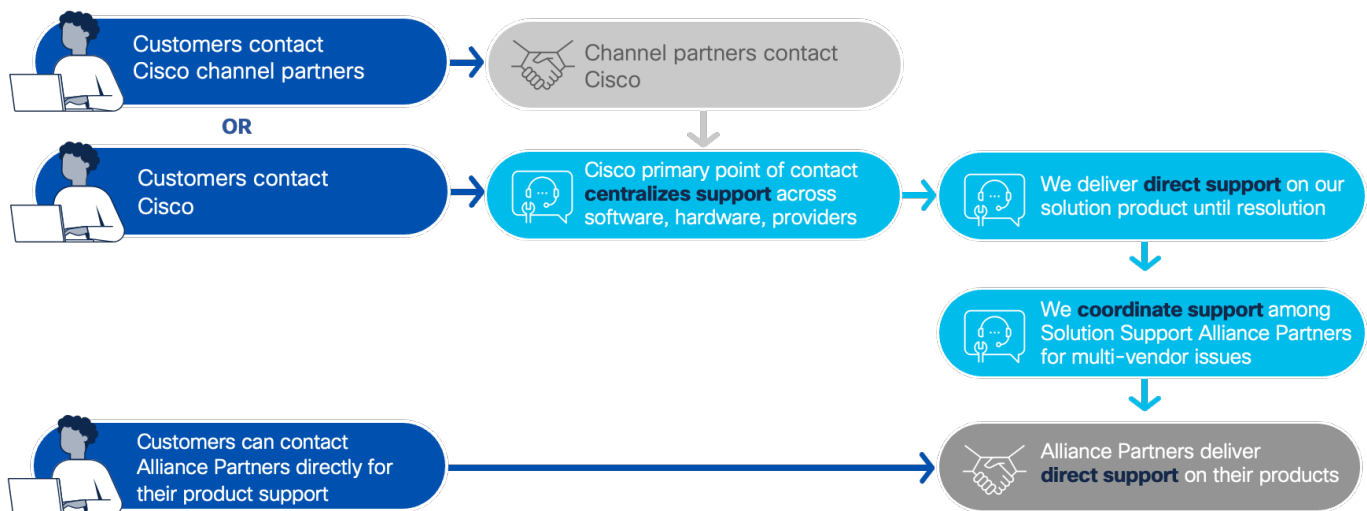 Customers contact
Cisco channel partners
Channel partners contact
Cisco
OR
Customers contact
Cisco
Cisco primary point of contact
centralizes support across
software, hardware, providers
We deliver direct support on our
solution product until resolution
We coordinate support among
Solution Support Alliance Partners
for multi-vendor issues
Customers can contact
Alliance Partners directly for
their product support
Alliance Partners deliver
direct support on their products